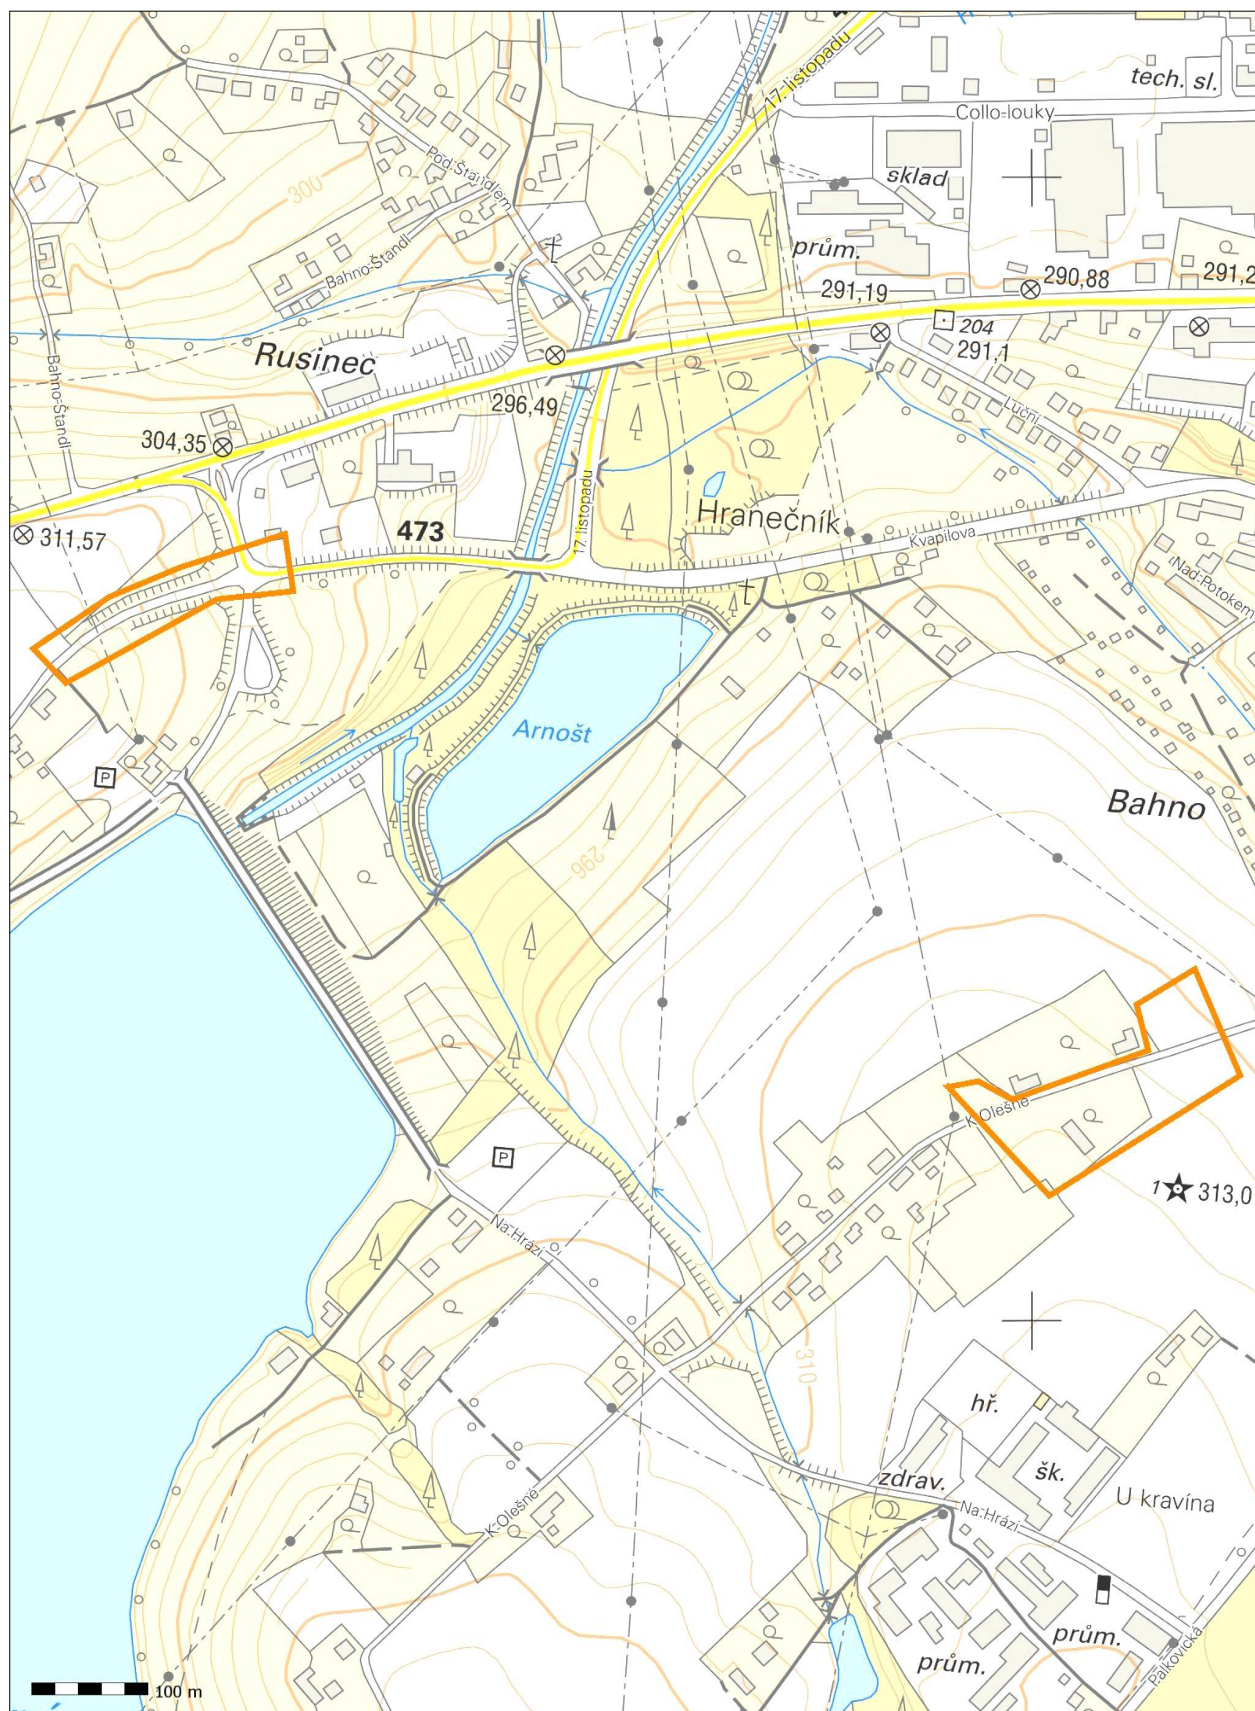 17. listopadu
tech. sl.
Collo-louky
Pod Štandlem
300
sklad
prům.
Bahno-Štandl
290,88
291,2
291,19
204
291,1
Rusinec
Bahno-Štandl
296,49
Luční
304,35
17. listopadu
473
Hranečník
Kvapilova
311,57
Nad Potokem
Arnošt
P
Bahno
296
K Olešné
P
1
313,0
Na Hrázi
310
hř.
šk.
zdrav.
U kravína
K Olešné
Na Hrázi
prům.
prům.
Palkovická
100 m